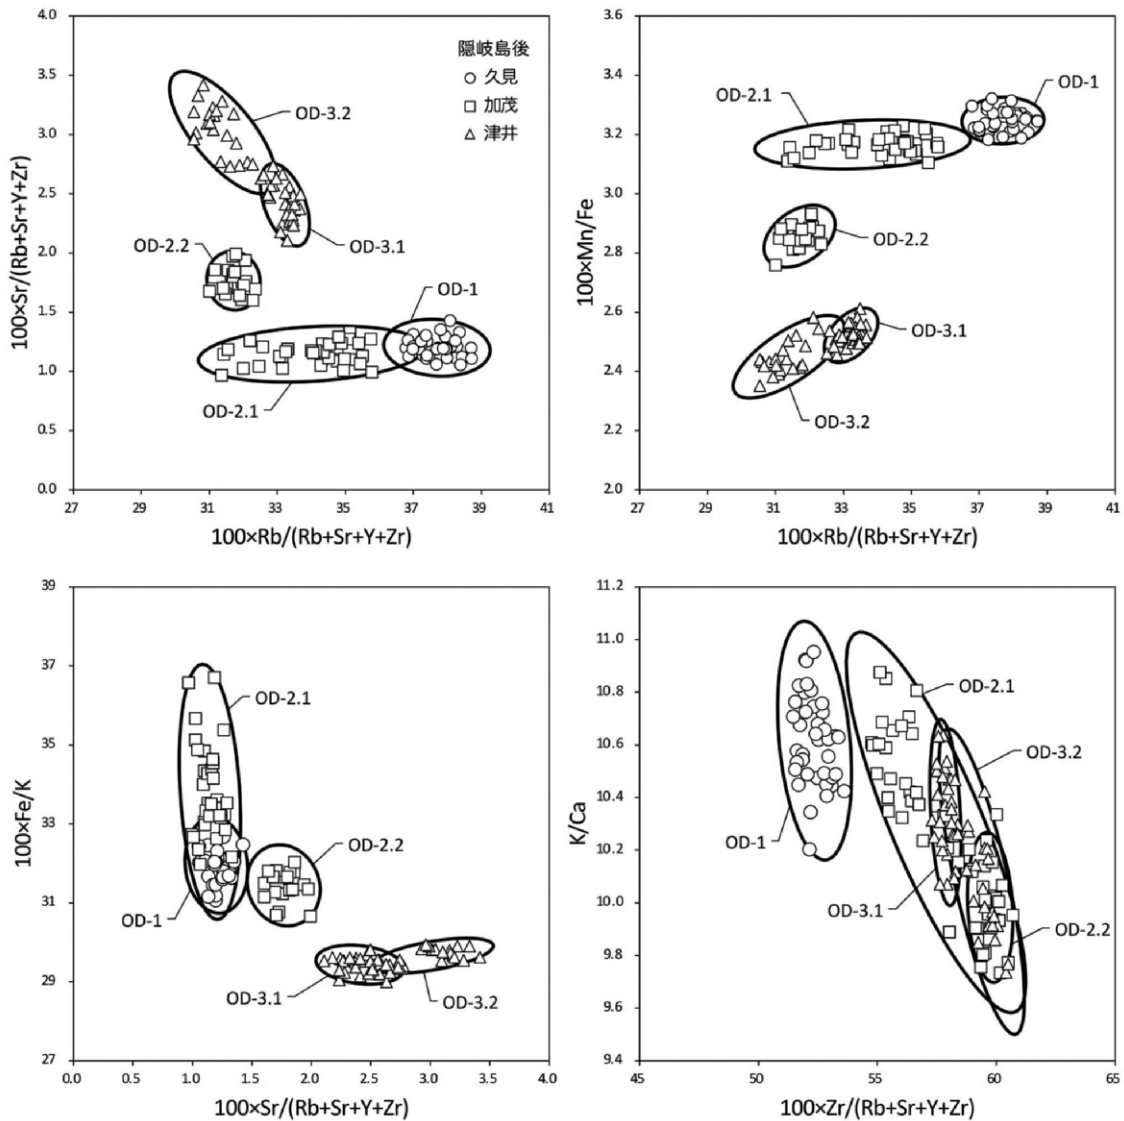 4.0
3.5
3.0
2.5
2.0
1.5
1.0
0.5
0.0
100×Sr/(Rb+Sr+Y+Zr)
隠岐島後
久見
加茂
津井
OD-3.2
OD-3.1
OD-2.2
OD-1
OD-2.1
27 29 31 33 35 37 39 41
100×Rb/(Rb+Sr+Y+Zr)
3.6
3.4
3.2
3.0
2.8
2.6
2.4
2.2
2.0
100×Mn/Fe
OD-1
OD-2.1
OD-2.2
OD-3.1
OD-3.2
27 29 31 33 35 37 39 41
100×Rb/(Rb+Sr+Y+Zr)
39
37
35
33
31
29
27
100×Fe/K
OD-2.1
OD-2.2
OD-1
OD-3.1
OD-3.2
0.0 0.5 1.0 1.5 2.0 2.5 3.0 3.5 4.0
100×Sr/(Rb+Sr+Y+Zr)
11.2
11.0
10.8
10.6
10.4
10.2
10.0
9.8
9.6
9.4
K/Ca
OD-2.1
OD-3.2
OD-1
OD-3.1
OD-2.2
45 50 55 60 65
100×Zr/(Rb+Sr+Y+Zr)